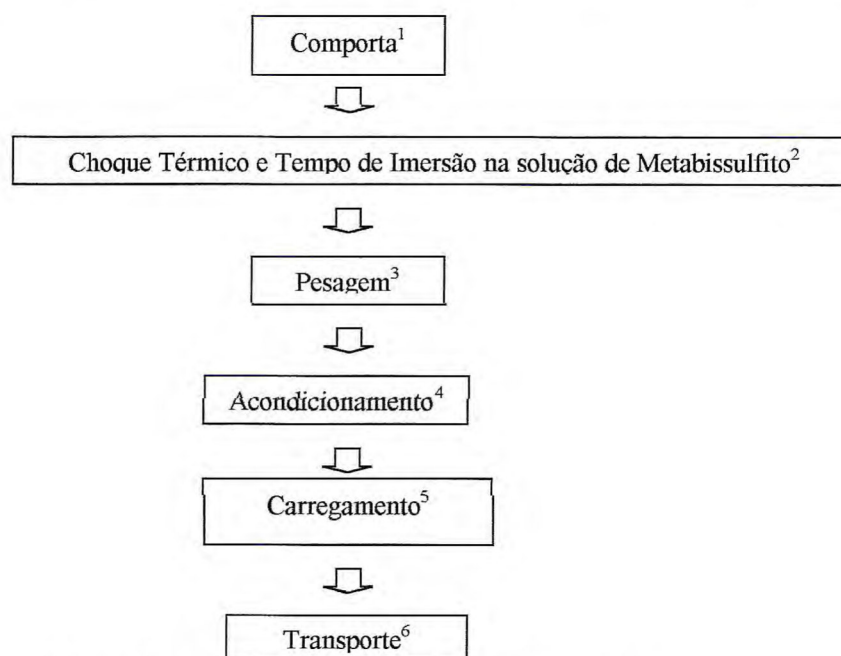 Comporta¹
Choque Térmico e Tempo de Imersão na solução de Metabissulfito²
Pesagem³
Acondicionamento⁴
Carregamento⁵
Transporte⁶